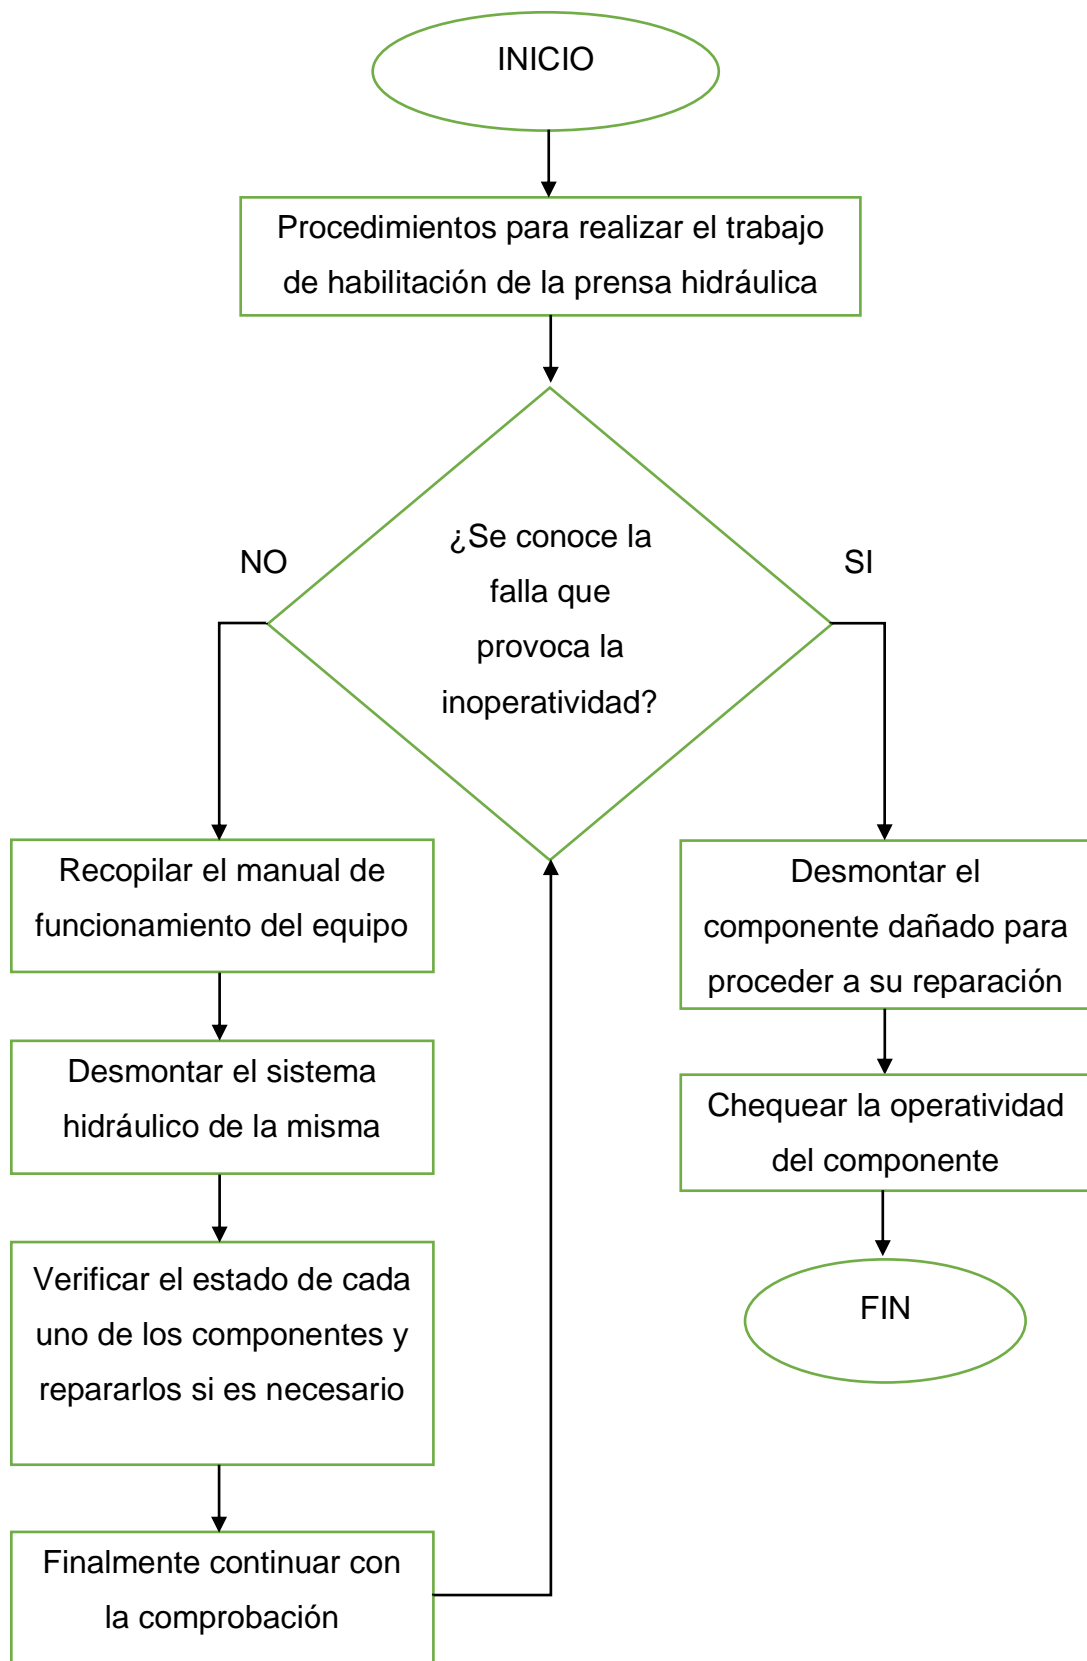 INICIO
Procedimientos para realizar el trabajo
de habilitación de la prensa hidráulica
¿Se conoce la
falla que
provoca la
inoperatividad?
NO
SI
Recopilar el manual de
funcionamiento del equipo
Desmontar el sistema
hidráulico de la misma
Verificar el estado de cada
uno de los componentes y
repararlos si es necesario
Finalmente continuar con
la comprobación
Desmontar el
componente dañado para
proceder a su reparación
Chequear la operatividad
del componente
FIN